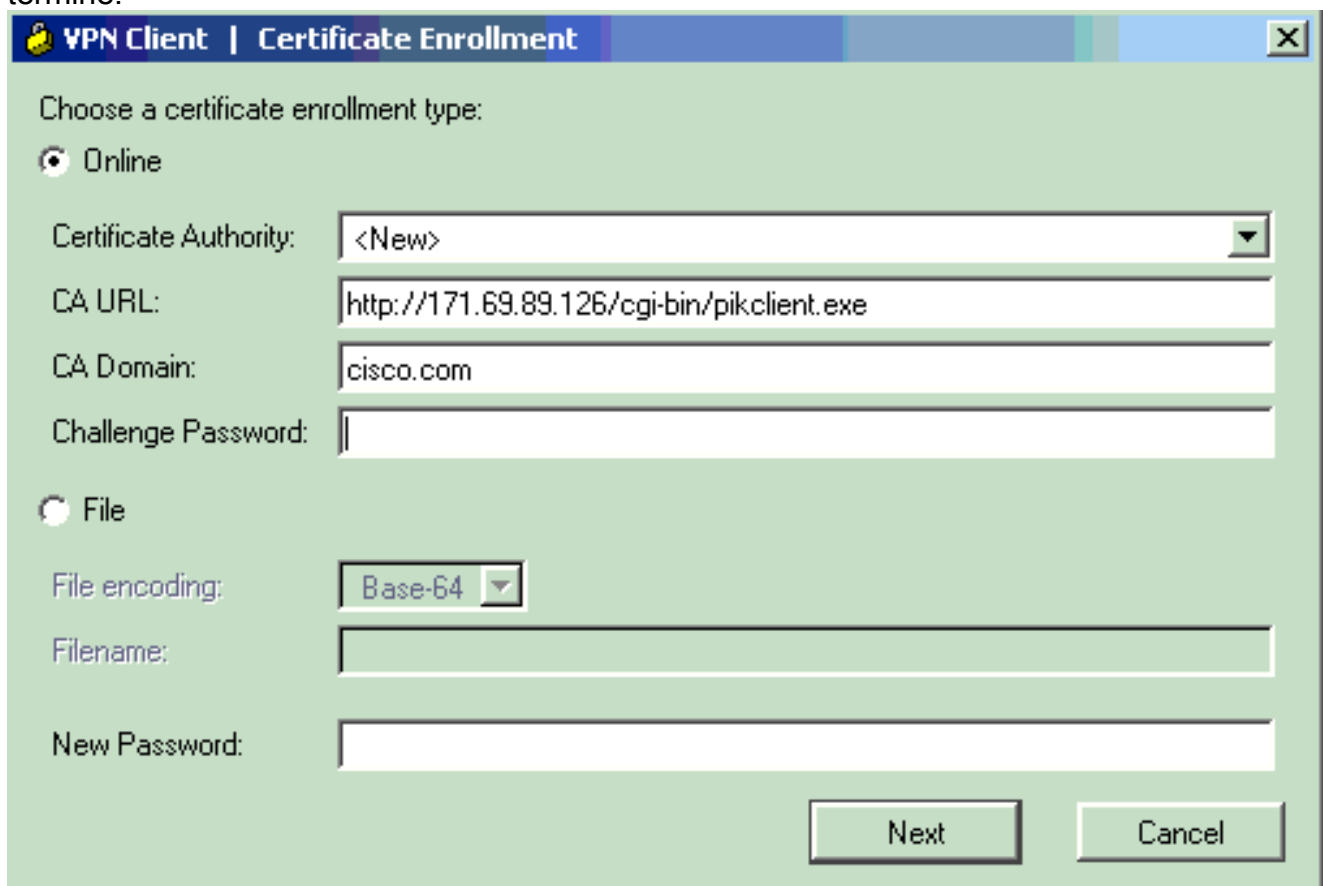 termine.
VPN Client | Certificate Enrollment
Choose a certificate enrollment type:
Online
Certificate Authority: <New>
CA URL: http://171.69.89.126/cgi-bin/pikclient.exe
CA Domain: cisco.com
Challenge Password:
File
File encoding: Base-64
Filename:
New Password:
Next Cancel